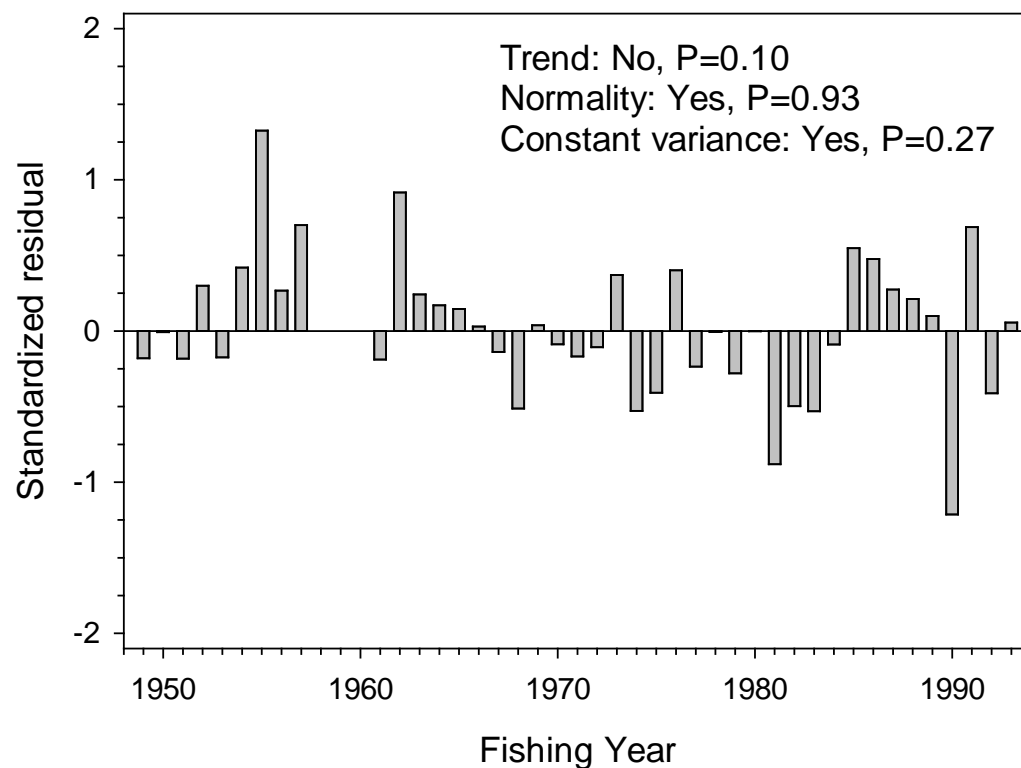 Trend: No, P=0.10
Normality: Yes, P=0.93
Constant variance: Yes, P=0.27
Standardized residual
2
1
0
-1
-2
1950 1960 1970 1980 1990
Fishing Year